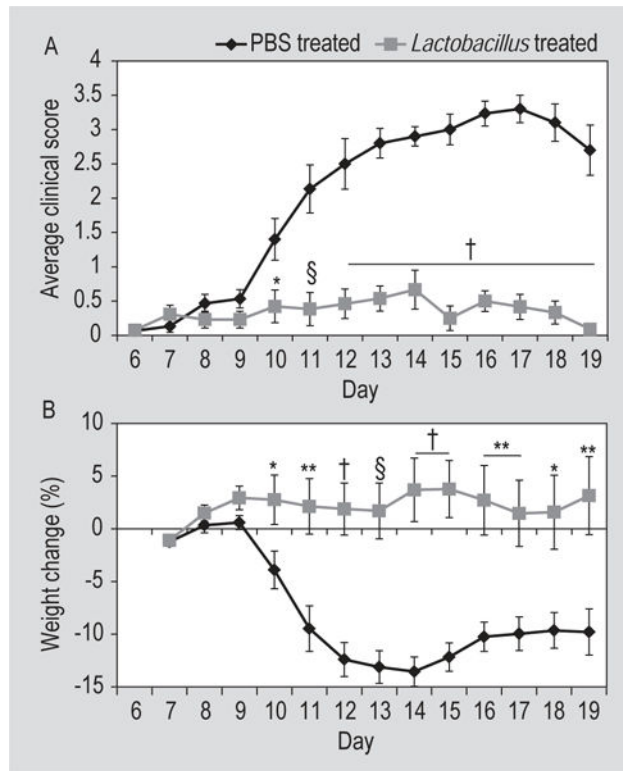 A
PBS treated Lactobacillus treated
4
3.5
3
2.5
2
1.5
1
0.5
0
Average clinical score
* § †
6 7 8 9 10 11 12 13 14 15 16 17 18 19
Day
B
10
5
0
-5
-10
-15
Weight change (%)
* ** † § † ** * **
6 7 8 9 10 11 12 13 14 15 16 17 18 19
Day